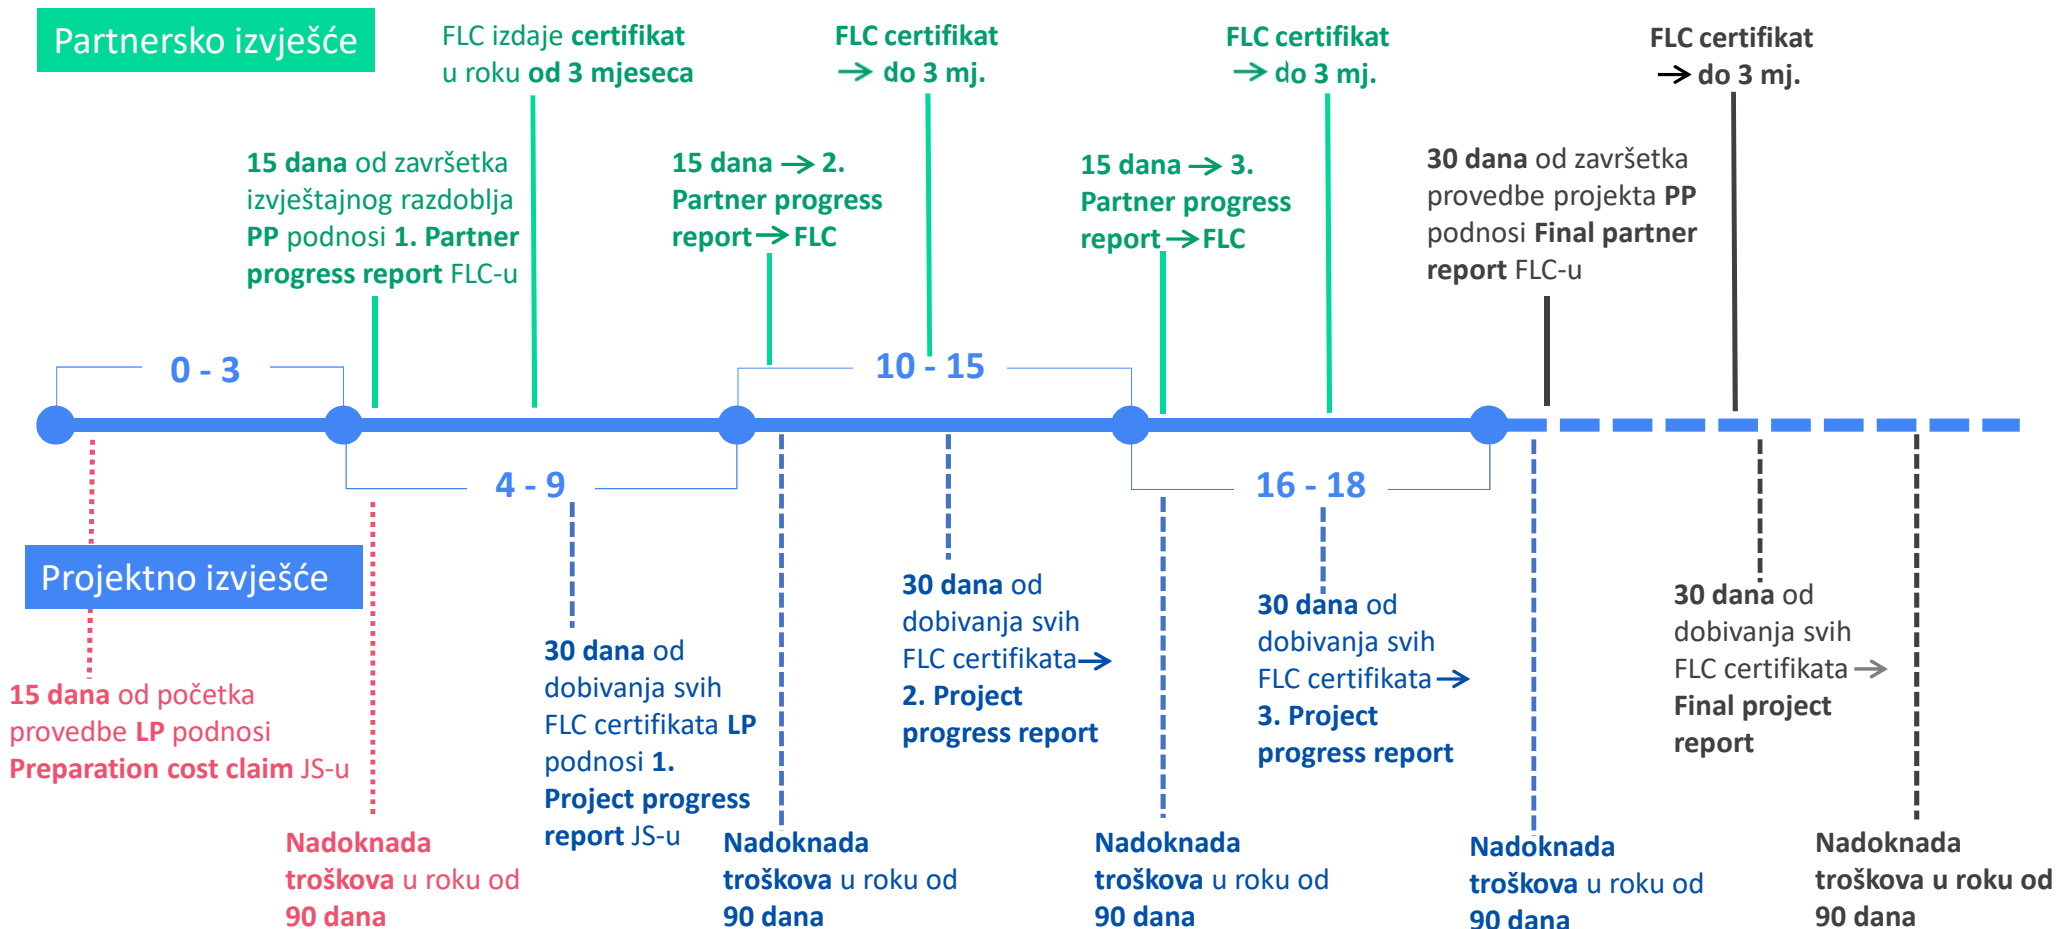 Partnersko izvješće
FLC izdaje certifikat
u roku od 3 mjeseca
FLC certifikat
→ do 3 mj.
FLC certifikat
→ do 3 mj.
FLC certifikat
→ do 3 mj.
15 dana od završetka
izvještajnog razdoblja
PP podnosi 1. Partner
progress report FLC-u
15 dana → 2.
Partner progress
report → FLC
15 dana → 3.
Partner progress
report → FLC
30 dana od završetka
provedbe projekta PP
podnosi Final partner
report FLC-u
0 - 3
10 - 15
4 - 9
16 - 18
Projektno izvješće
15 dana od početka
provedbe LP podnosi
Preparation cost claim JS-u
30 dana od
dobivanja svih
FLC certifikata LP
podnosi 1.
Project progress
report JS-u
30 dana od
dobivanja svih
FLC certifikata →
2. Project
progress report
30 dana od
dobivanja svih
FLC certifikata →
3. Project
progress report
30 dana od
dobivanja svih
FLC certifikata →
Final project
report
Nadoknada
troškova u roku od
90 dana
Nadoknada
troškova u roku od
90 dana
Nadoknada
troškova u roku od
90 dana
Nadoknada
troškova u roku od
90 dana
Nadoknada
troškova u roku od
90 dana